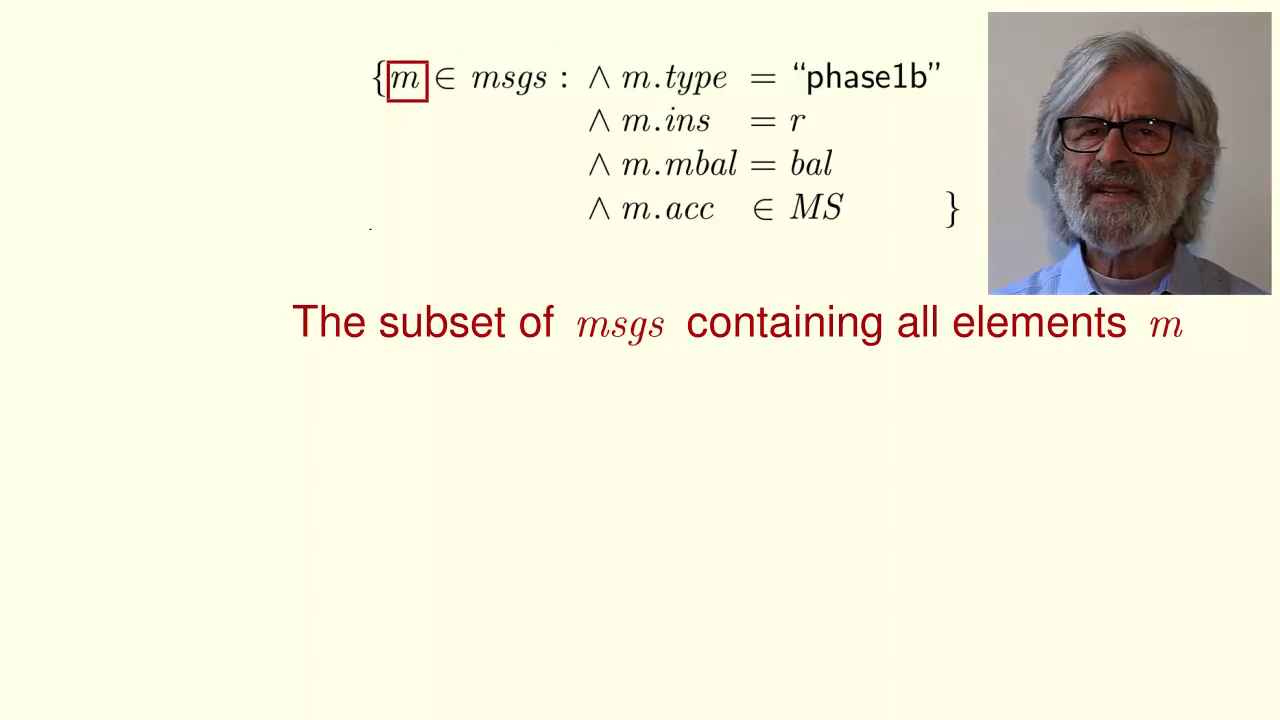 {m ∈ msgs : ∧ m.type = “phase1b”
∧ m.ins = r
∧ m.mbal = bal
∧ m.acc ∈ MS }
The subset of msgs containing all elements m